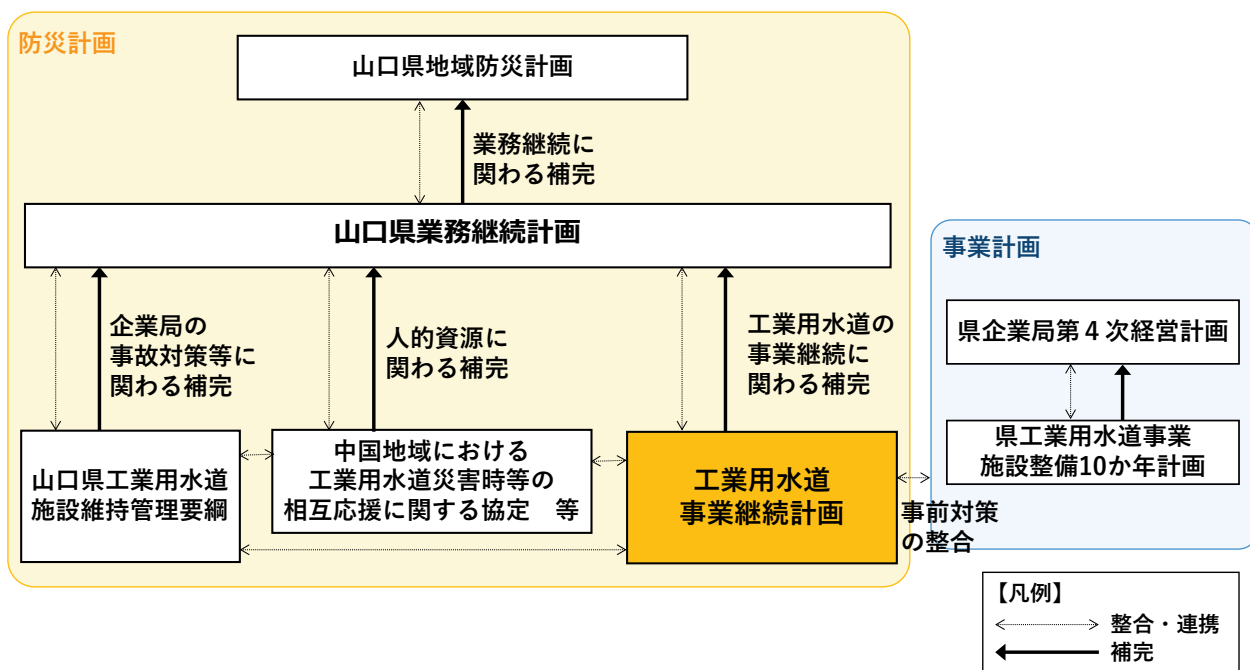 防災計画
山口県地域防災計画
業務継続に
関わる補完
山口県業務継続計画
企業局の
事故対策等に
関わる補完
人的資源に
関わる補完
工業用水道の
事業継続に
関わる補完
山口県工業用水道
施設維持管理要綱
中国地域における
工業用水道災害時等の
相互応援に関する協定　等
工業用水道
事業継続計画
事業計画
県企業局第４次経営計画
県工業用水道事業
施設整備10か年計画
事前対策
の整合
【凡例】
整合・連携
補完